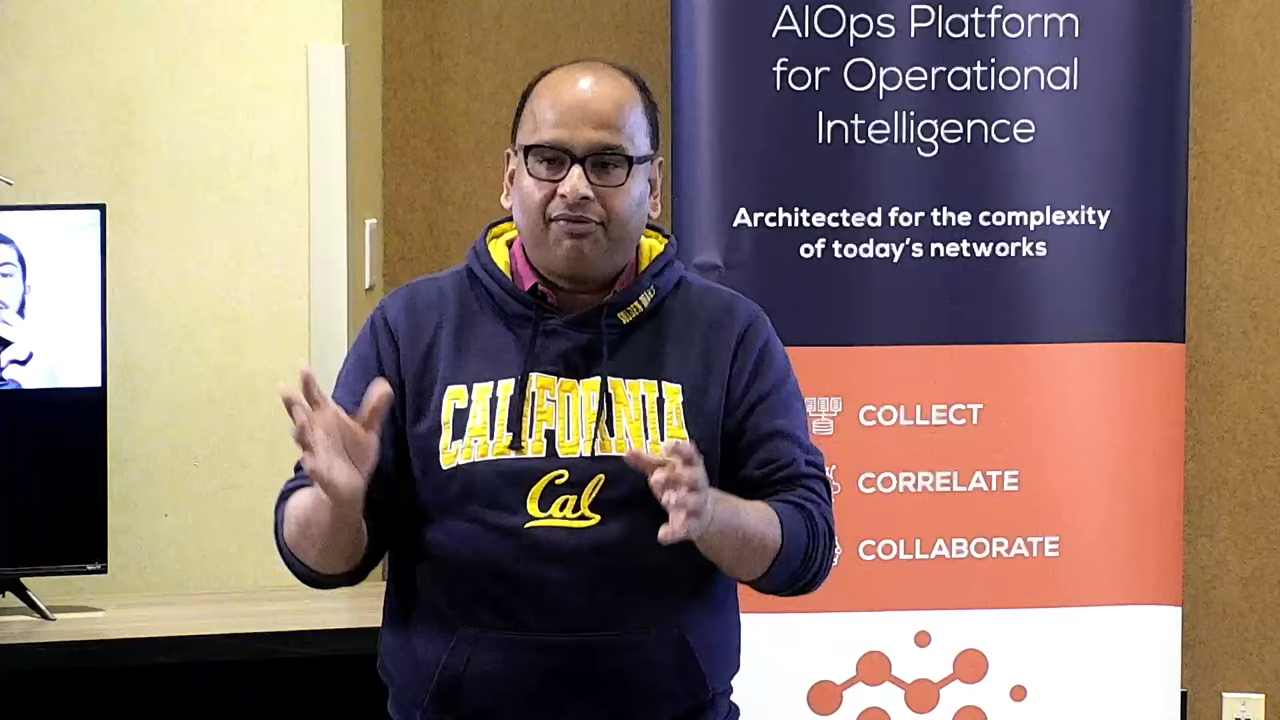 AIOps Platform
for Operational
Intelligence
Architected for the complexity
of today's networks
COLLECT
CORRELATE
COLLABORATE
CALIFORNIA
Cal